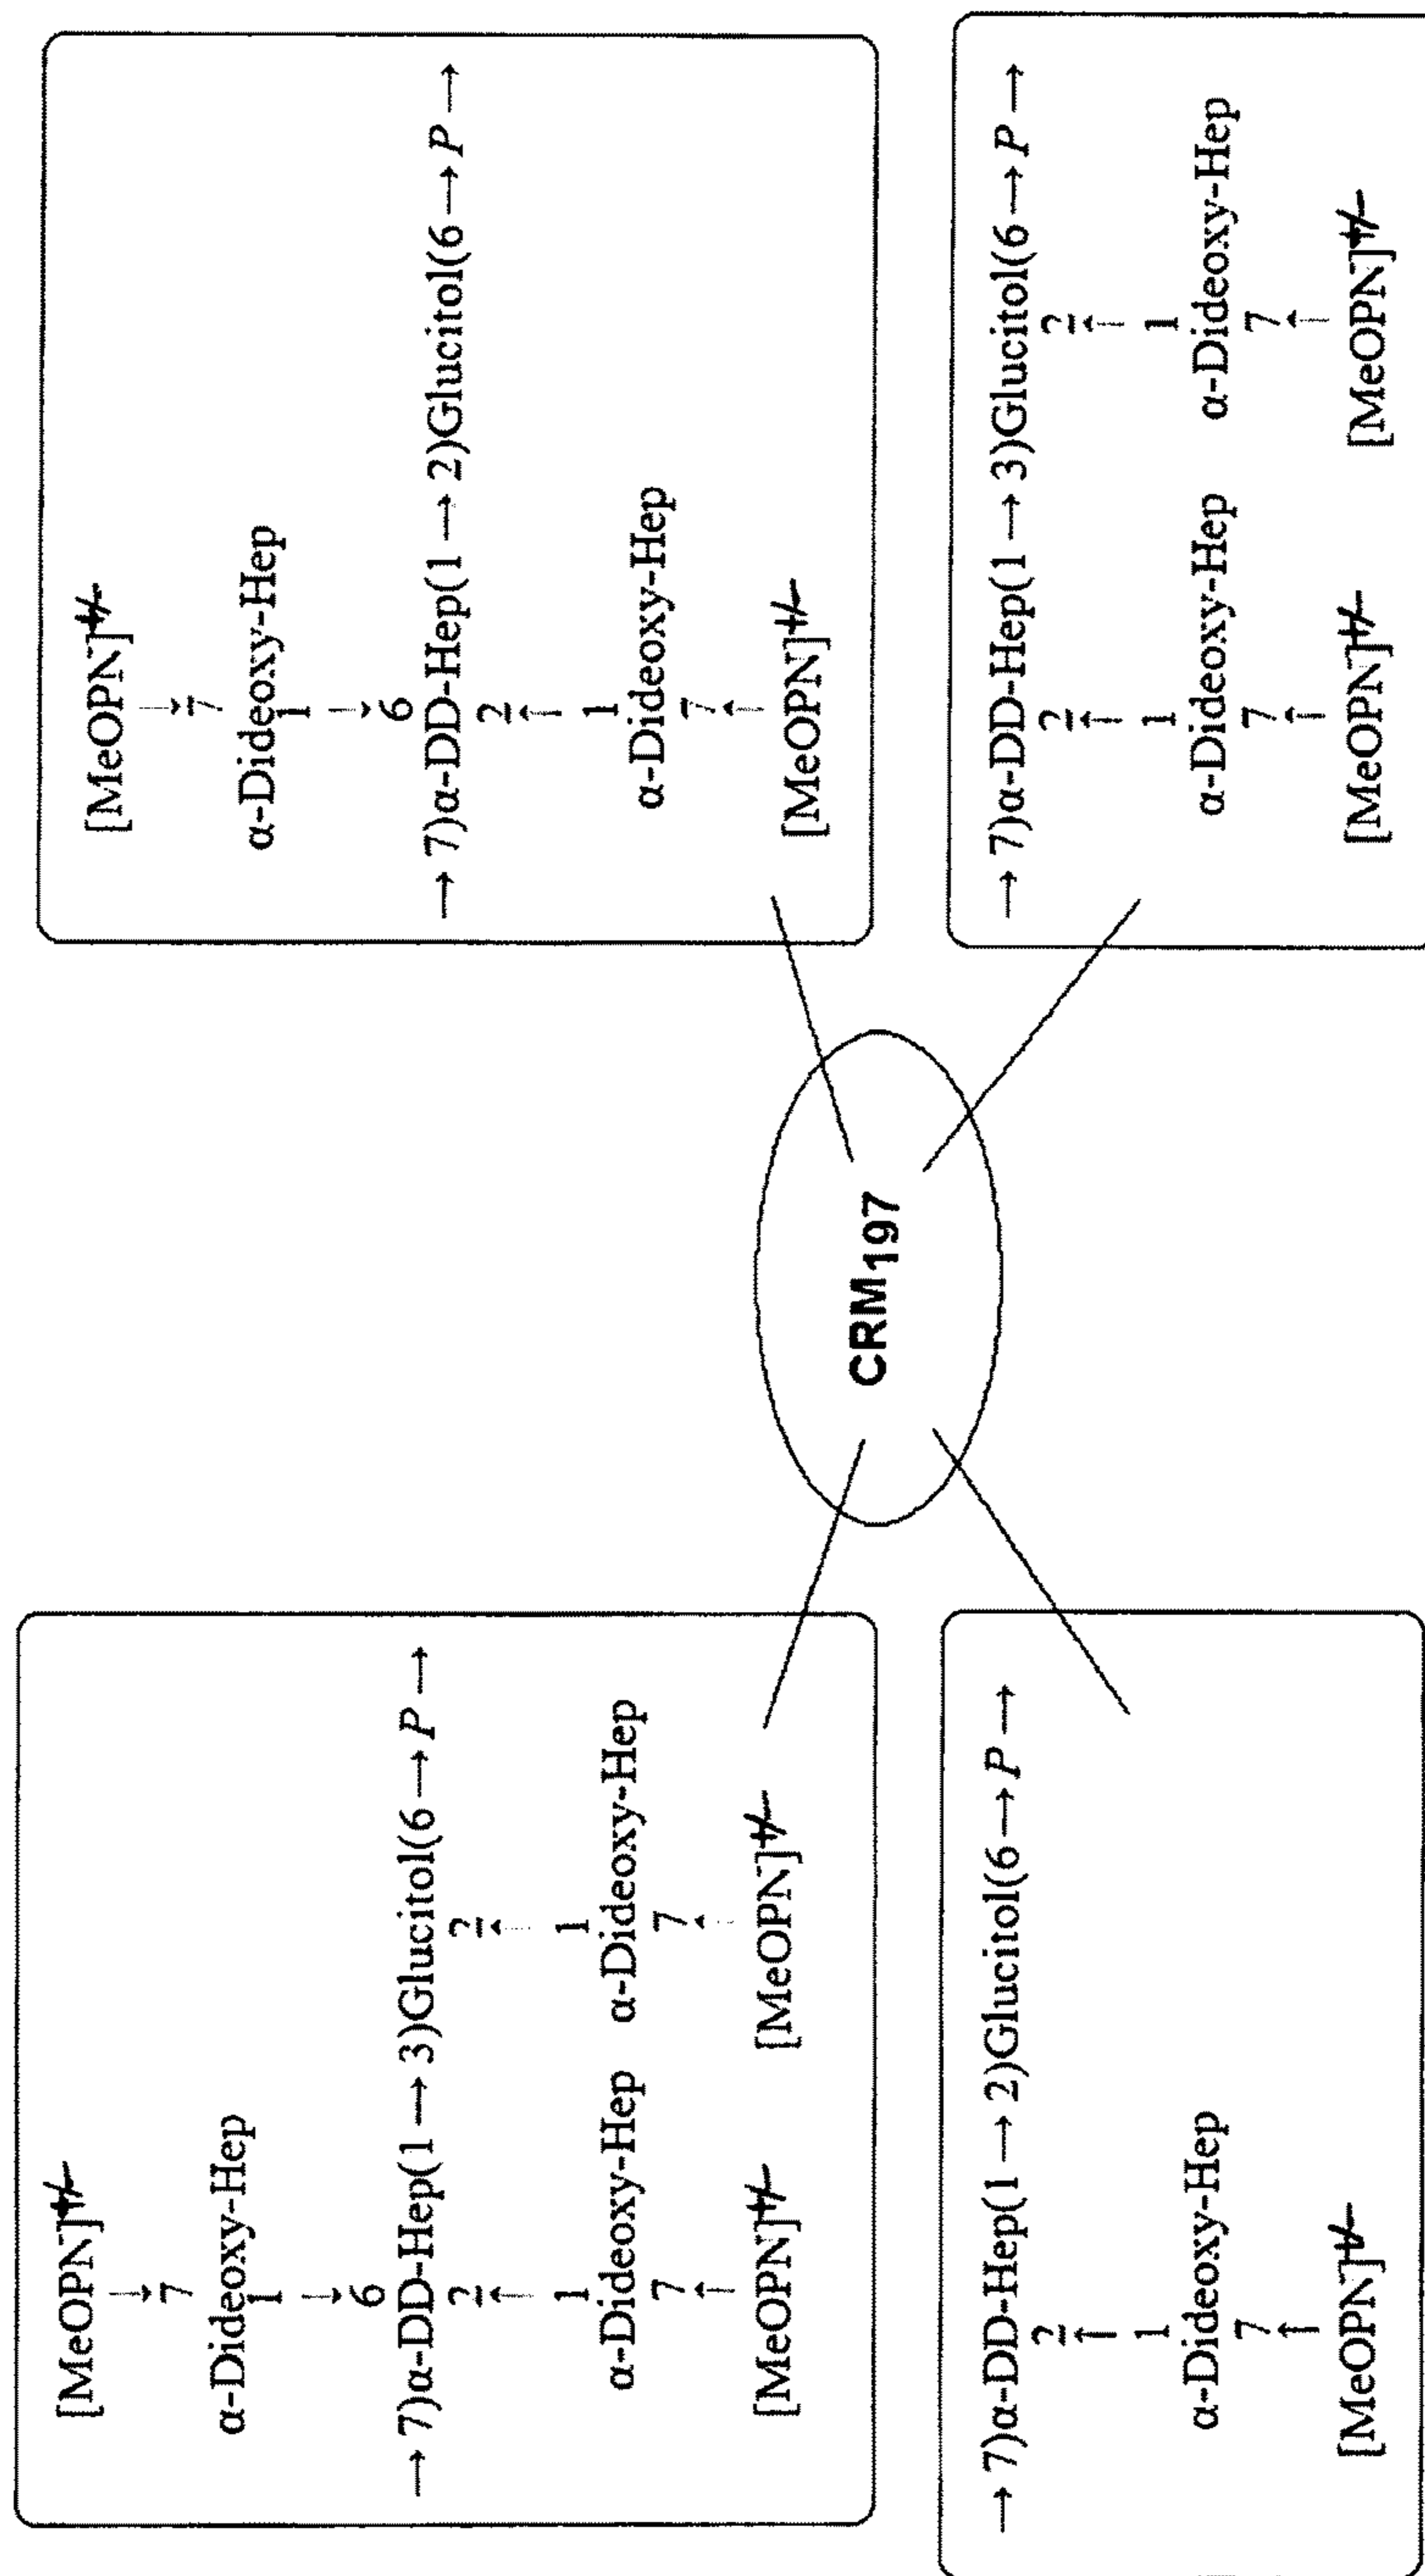 [MeOPN]+/-
↓
7
α-Dideoxy-Hep
1
↓
6
→ 7)α-DD-Hep(1 → 3)Glucitol(6 → P →
2 2
↑ ↑
1 1
α-Dideoxy-Hep α-Dideoxy-Hep
7 7
↑ ↑
[MeOPN]+/- [MeOPN]+/-
[MeOPN]+/-
↓
7
α-Dideoxy-Hep
1
↓
6
→ 7)α-DD-Hep(1 → 2)Glucitol(6 → P →
2
↑
1
α-Dideoxy-Hep
7
↑
[MeOPN]+/-
CRM197
→ 7)α-DD-Hep(1 → 2)Glucitol(6 → P →
2
↑
1
α-Dideoxy-Hep
7
↑
[MeOPN]+/-
→ 7)α-DD-Hep(1 → 3)Glucitol(6 → P →
2 2
↑ ↑
1 1
α-Dideoxy-Hep α-Dideoxy-Hep
7 7
↑ ↑
[MeOPN]+/- [MeOPN]+/-